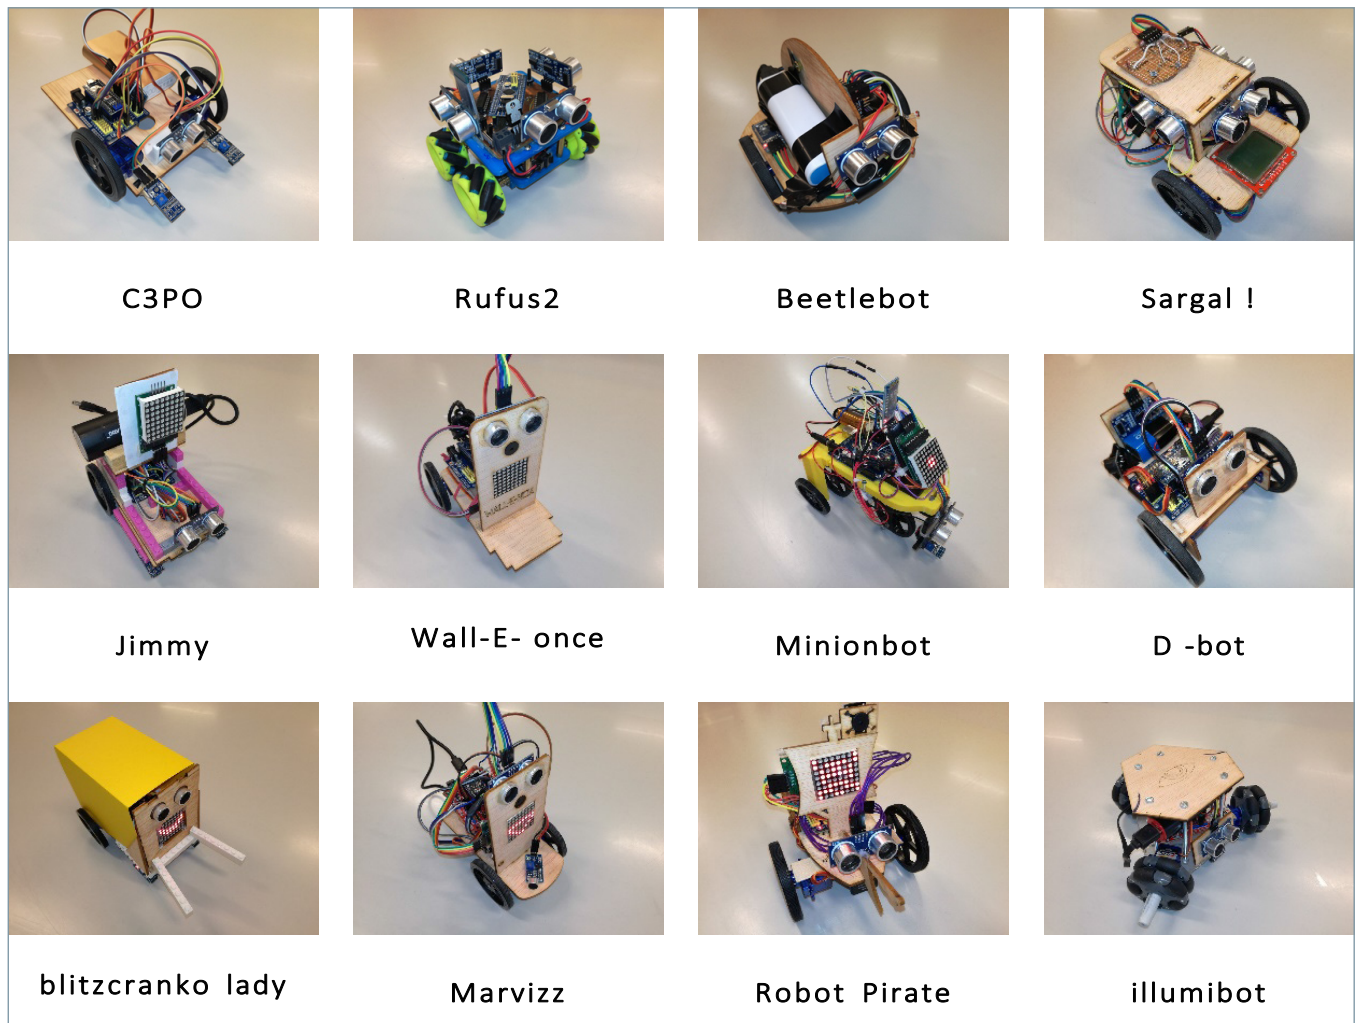 C3PO
Rufus2
Beetlebot
Sargal !
Jimmy
Wall-E- once
Minionbot
D -bot
blitzcranko lady
Marvizz
Robot Pirate
illumibot